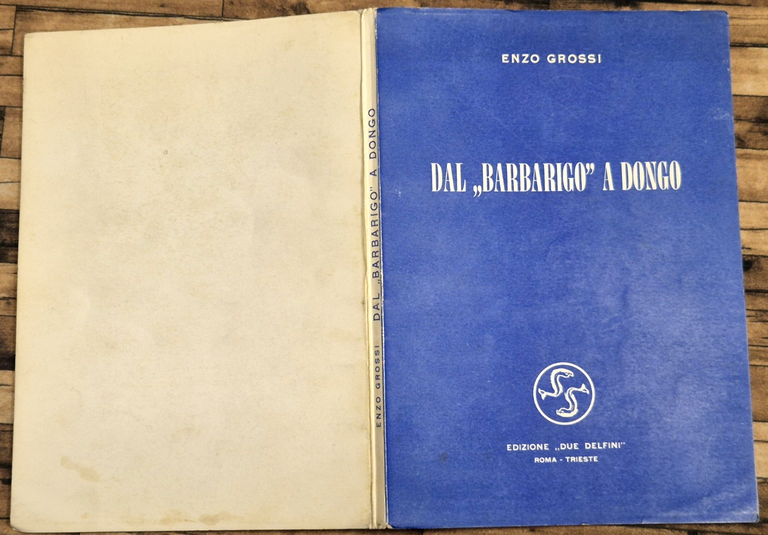 ENZO GROSSI DAL „BARBARIGO” A DONGO
ENZO GROSSI
DAL „BARBARIGO” A DONGO
EDIZIONE „DUE DELFINI”
ROMA - TRIESTE